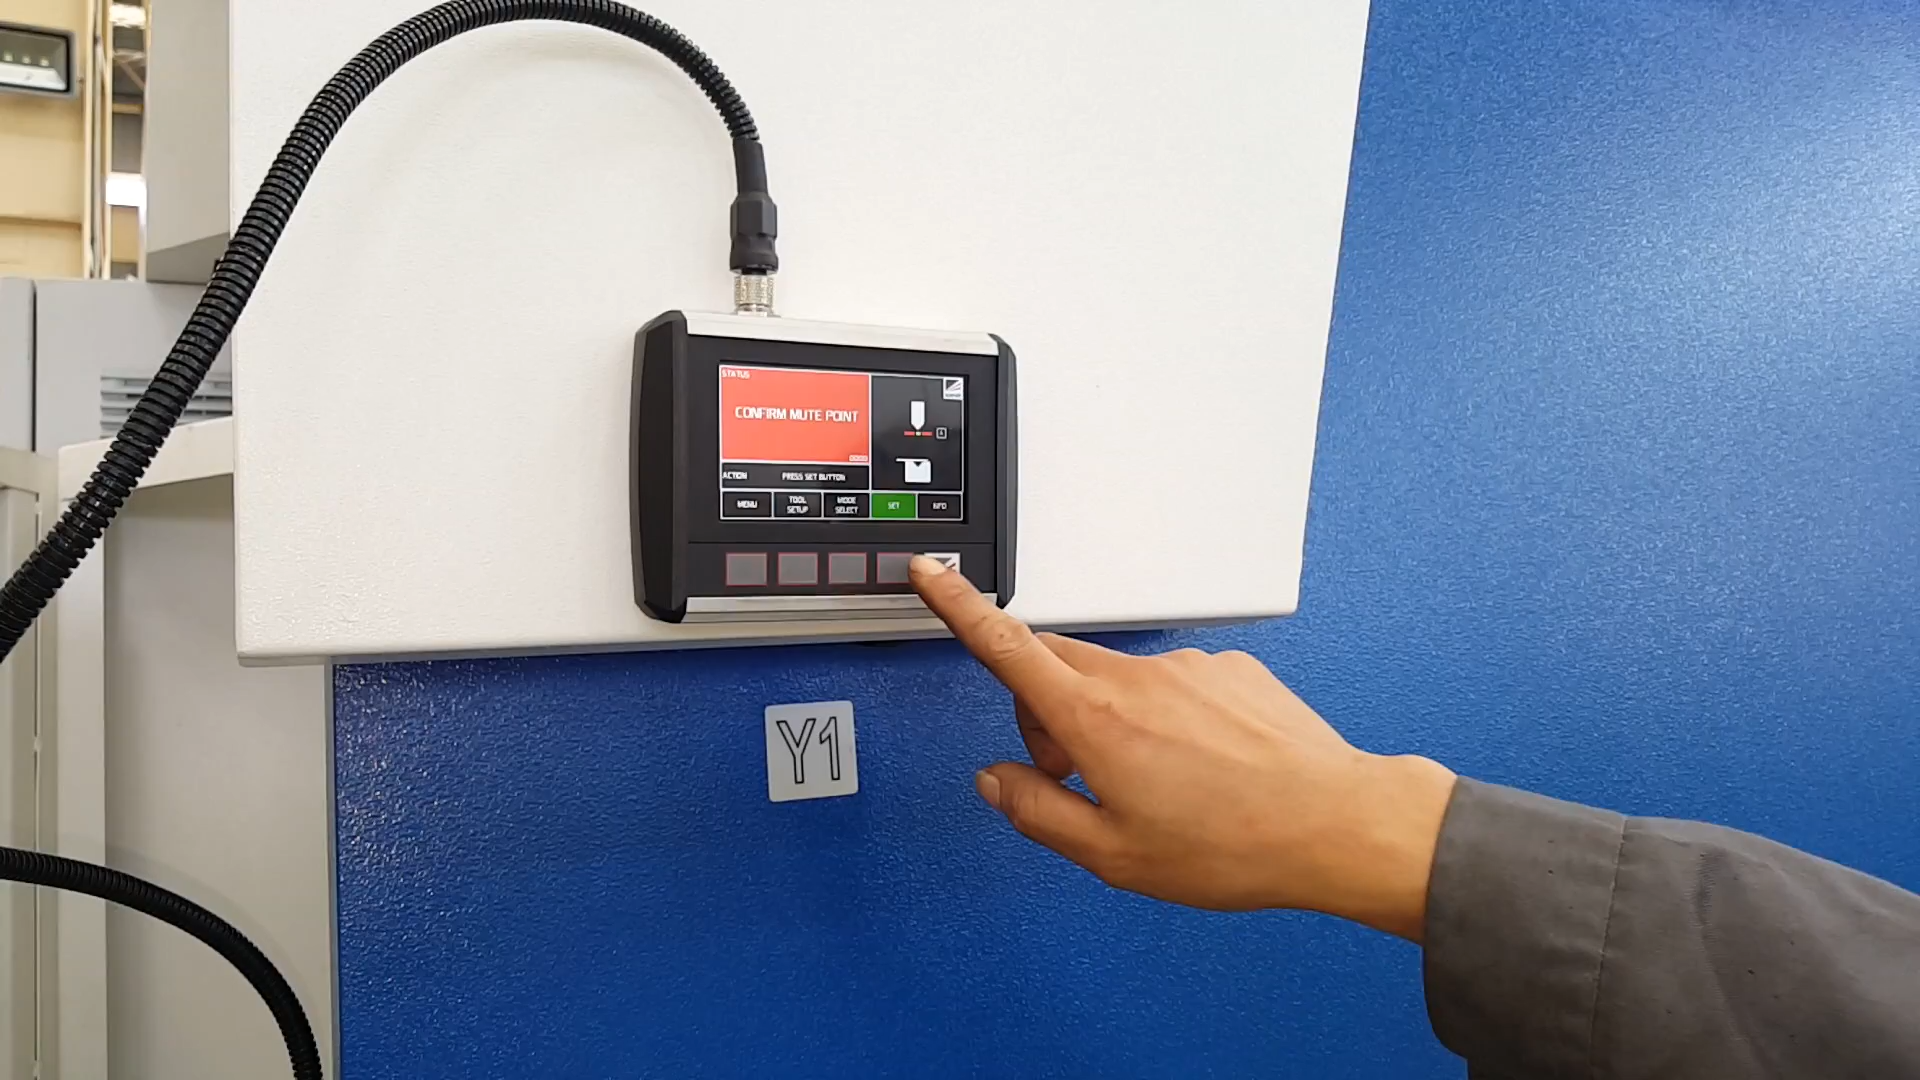 STATUS
CONFIRM MUTE POINT
ACTION PRESS SET BUTTON
MENU
TOOL
SETUP
MODE
SELECT
SET
INFO
Y1